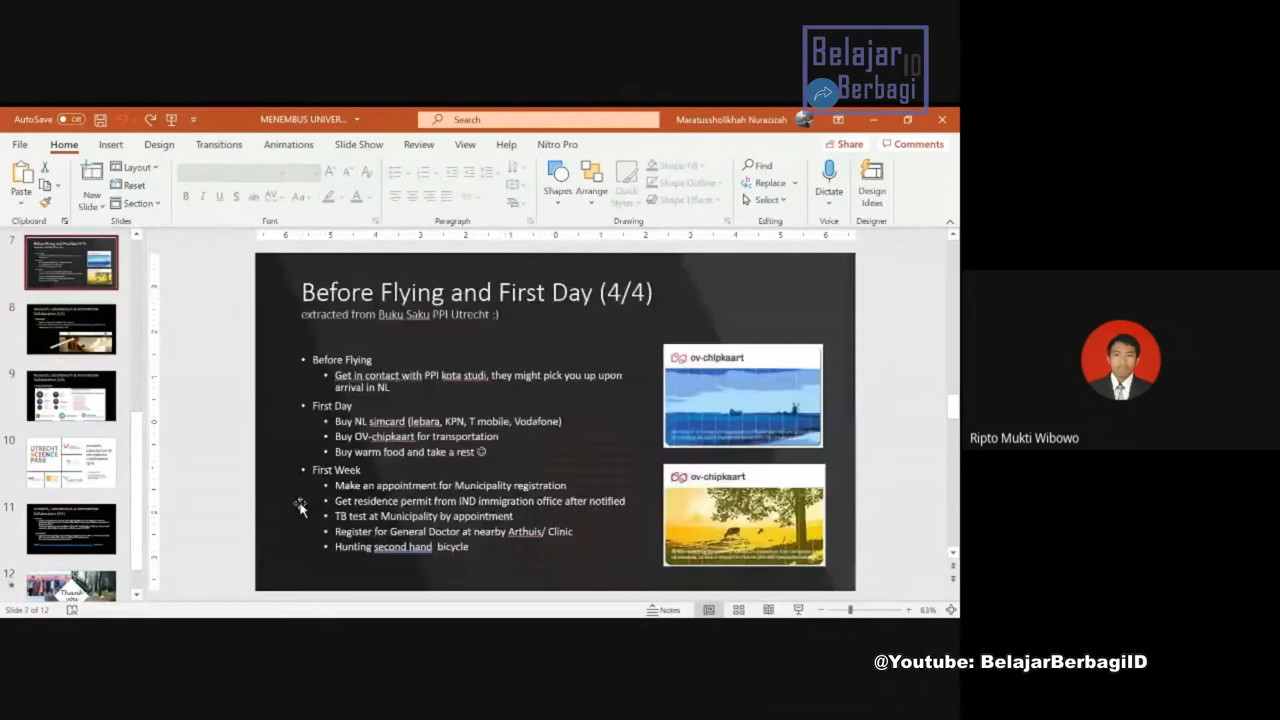 Belajar ID
Berbagi
AutoSave Off
MENEMBUS UNIVER...
Search
Maratussholikhah Nurazizah
File Home Insert Design Transitions Animations Slide Show Review View Help Nitro Pro
Share Comments
Paste
New Slide
Layout
Reset
Section
Shapes
Arrange
Quick Styles
Shape Fill
Shape Outline
Shape Effects
Find
Replace
Select
Dictate
Design Ideas
Clipboard Slides Font Paragraph Drawing Editing Voice Designer
7
8
9
10
11
12
Before Flying and First Day (4/4)
extracted from Buku Saku PPI Utrecht :)
• Before Flying
• Get in contact with PPI kota studi, they might pick you up upon
arrival in NL
• First Day
• Buy NL simcard (lebara, KPN, T mobile, Vodafone)
• Buy OV-chipkaart for transportation
• Buy warm food and take a rest ☺
• First Week
• Make an appointment for Municipality registration
• Get residence permit from IND immigration office after notified
• TB test at Municipality by appointment
• Register for General Doctor at nearby Arthuis/ Clinic
• Hunting second hand bicycle
ov-chipkaart
ov-chipkaart
UTRECHT
SCIENCE
PARK
Thank
you
Slide 7 of 12
Notes
63%
Ripto Mukti Wibowo
@Youtube: BelajarBerbagiID